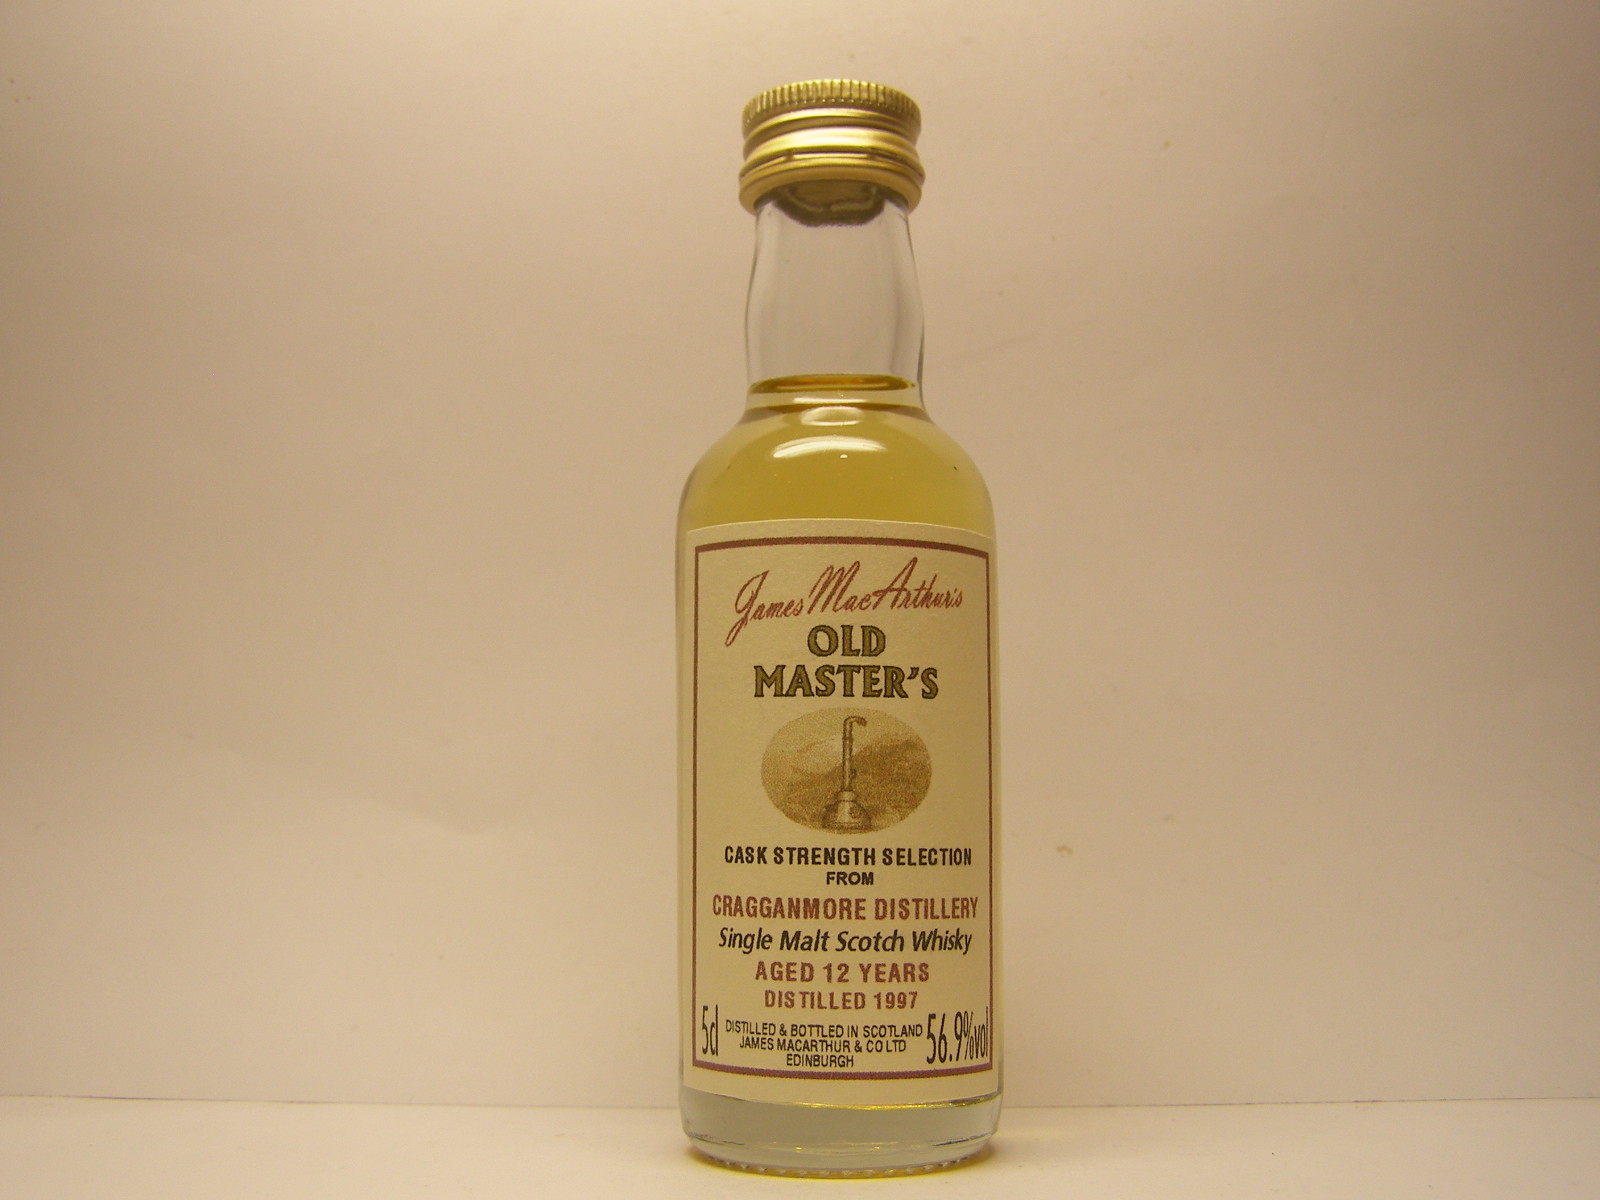 James MacArthur's
OLD
MASTER'S
CASK STRENGTH SELECTION
FROM
CRAGGANMORE DISTILLERY
Single Malt Scotch Whisky
AGED 12 YEARS
DISTILLED 1997
5cl
DISTILLED & BOTTLED IN SCOTLAND
JAMES MACARTHUR & CO LTD
EDINBURGH
56.9%vol